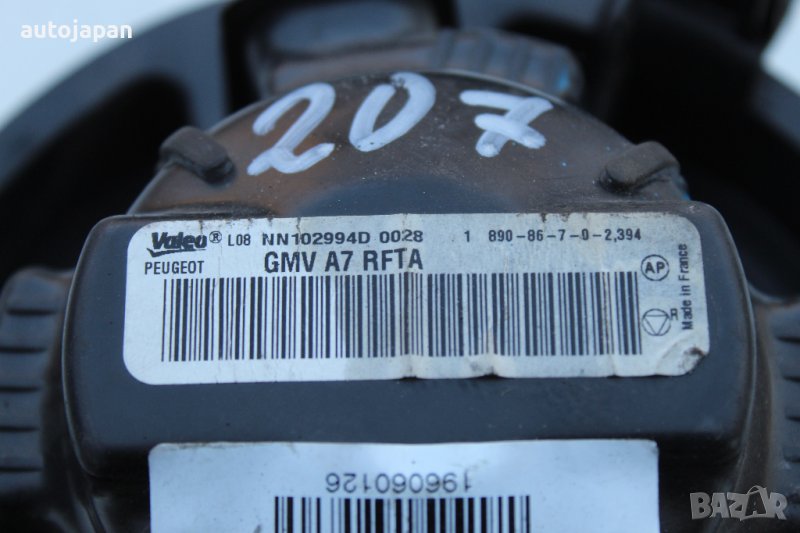 autojapan
207
Valeo® L08 NN102994D 0028 1 890-86-7-0-2,394
PEUGEOT GMV A7 RFTA
AP
R
Made in France
196060126
BAZAR